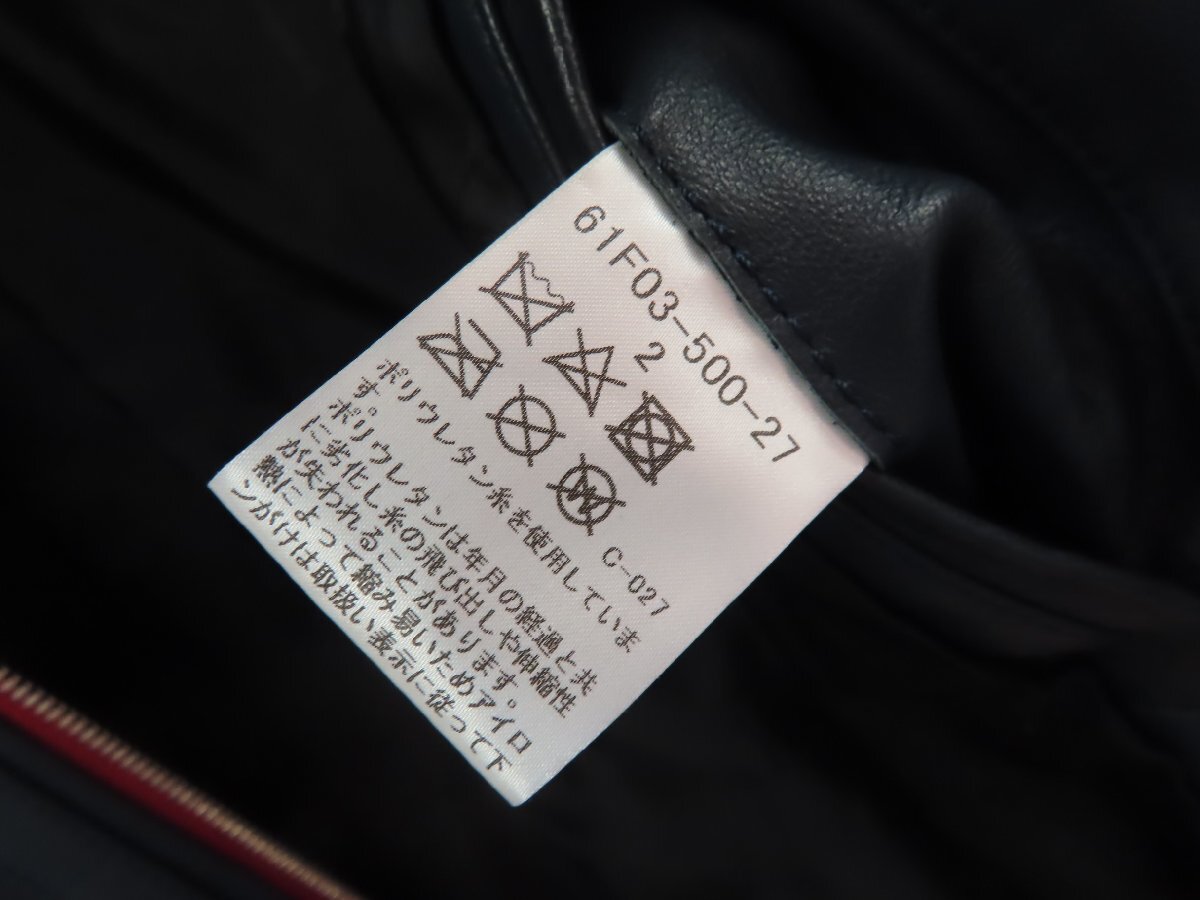 61F03-500-27
2
C-027
ポリウレタン糸を使用していま
す。ポリウレタンは年月の経過と共
に劣化し糸の飛び出しや伸縮性
が失われることがあります。
熱によって縮み易いためアイロ
ンがけは取扱い表示に従って下